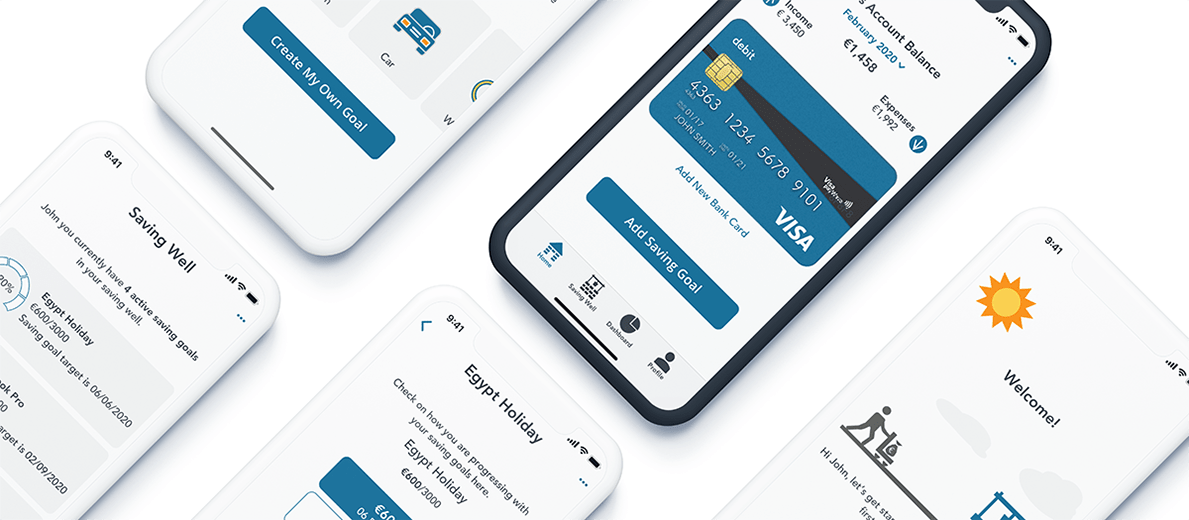 Create My Own Goal
Car
W
9:41
Saving Well
John you currently have 4 active saving goals
in your saving well.
20%
Egypt Holiday
€600/3000
Saving goal target is 06/06/2020
ok Pro
00
target is 02/09/2020
9:41
Egypt Holiday
Check on how you are progressing with
your saving goals here.
Egypt Holiday
€600/3000
€60
06
s Account Balance
February 2020
€1,458
Income
€ 3,450
Expenses
€1,992
debit
4363 1234 5678 9101
4363
01/17
01/21
JOHN SMITH
Visa
payWave
VISA
Add New Bank Card
Add Saving Goal
Home
Saving Well
Dashboard
Profile
9:41
Welcome!
Hi John, let's get star
first